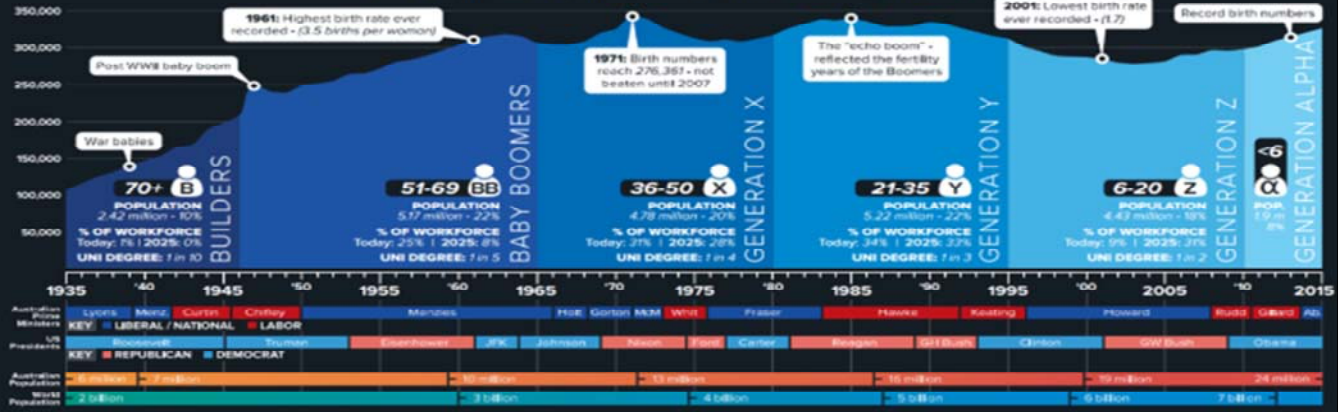 350,000
300,000
250,000
200,000
150,000
100,000
50,000
War babies
Post WWII baby boom
1961: Highest birth rate ever
recorded - (3.5 births per woman)
1971: Birth numbers
reach 276,361 - not
beaten until 2007
The "echo boom" -
reflected the fertility
years of the Boomers
2001: Lowest birth rate
ever recorded - (1.7)
Record birth numbers
70+ B
POPULATION
2.42 million - 10%
% OF WORKFORCE
Today: 1% | 2025: 0%
UNI DEGREE: 1 in 10
BUILDERS
51-69 BB
POPULATION
5.17 million - 22%
% OF WORKFORCE
Today: 25% | 2025: 8%
UNI DEGREE: 1 in 5
BABY BOOMERS
36-50 X
POPULATION
4.78 million - 20%
% OF WORKFORCE
Today: 31% | 2025: 28%
UNI DEGREE: 1 in 4
GENERATION X
21-35 Y
POPULATION
5.22 million - 22%
% OF WORKFORCE
Today: 34% | 2025: 33%
UNI DEGREE: 1 in 3
GENERATION Y
6-20 Z
POPULATION
4.43 million - 18%
% OF WORKFORCE
Today: 9% | 2025: 31%
UNI DEGREE: 1 in 2
GENERATION Z
<6
α
POP.
1.9 m
8%
GENERATION ALPHA
1935 '40 1945 '50 1955 '60 1965 '70 1975 '80 1985 '90 1995 '00 2005 '10 2015
Australian Prime Ministers
Lyons Menz. Curtin Chifley Menzies Holt Gorton McM Whit Fraser Hawke Keating Howard Rudd Gillard Ab.
KEY LIBERAL / NATIONAL LABOR
US Presidents
Roosevelt Truman Eisenhower JFK Johnson Nixon Ford Carter Reagan GH Bush Clinton GW Bush Obama
KEY REPUBLICAN DEMOCRAT
Australian Population
6 million 7 million 10 million 13 million 16 million 19 million 24 million
World Population
2 billion 3 billion 4 billion 5 billion 6 billion 7 billion